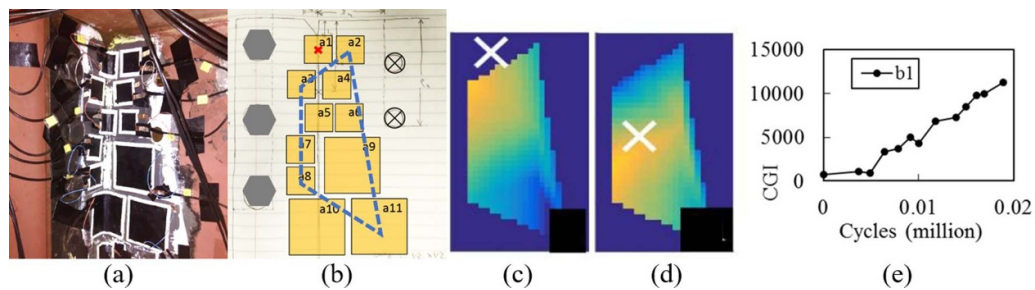 a1 a2
a3 a4
a5 a6
a7 a9
a8
a10 a11
15000
10000
5000
0
CGI
b1
0 0.01 0.02
Cycles (million)
(a) (b) (c) (d) (e)